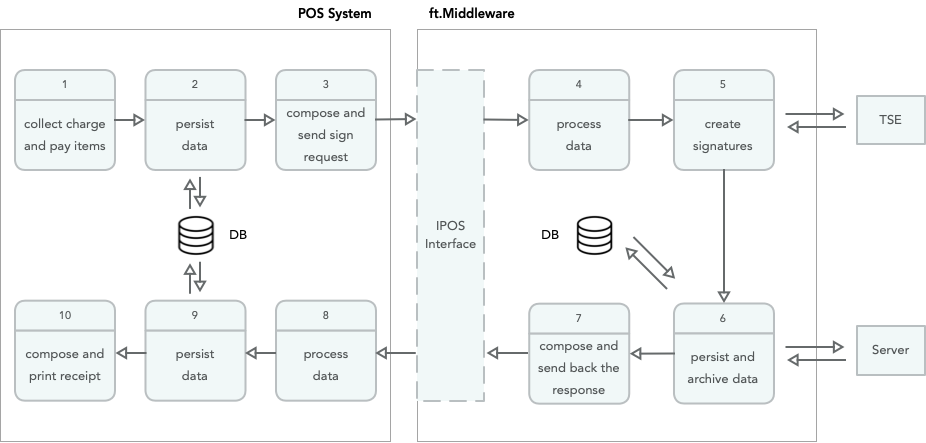 POS System
ft.Middleware
1
collect charge
and pay items
2
persist
data
3
compose and
send sign
request
4
process
data
5
create
signatures
TSE
DB
IPOS
Interface
DB
10
compose and
print receipt
9
persist
data
8
process
data
7
compose and
send back the
response
6
persist and
archive data
Server